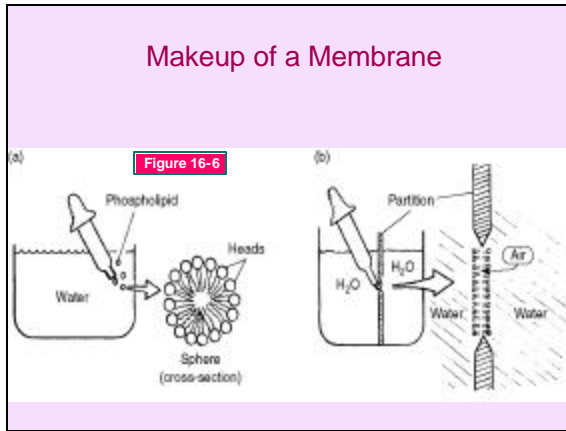 Makeup of a Membrane
(a)
Figure 16-6
Phospholipid
Heads
Water
Sphere
(cross-section)
(b)
Partition
Air
H₂O
H₂O
Water
Water